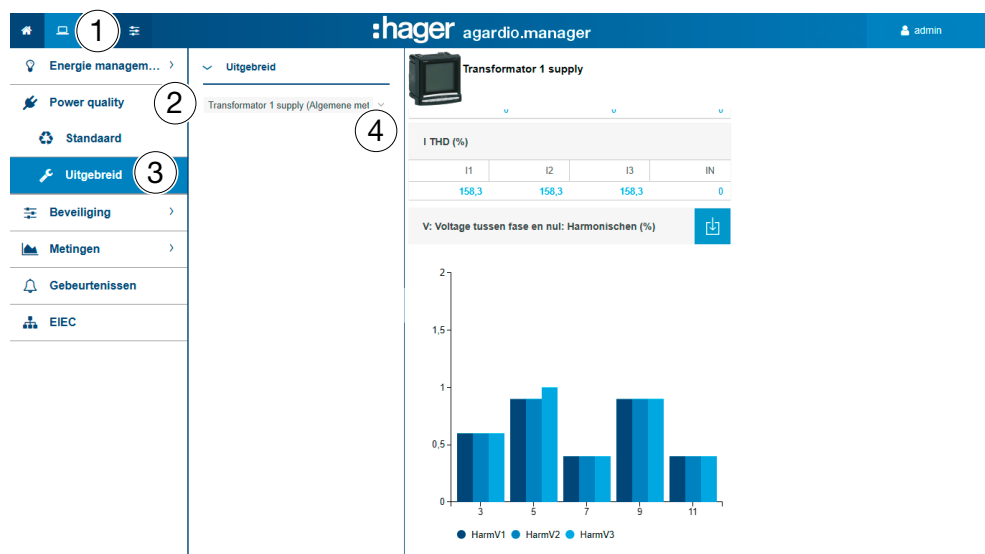 1
:hager agardio.manager
admin
Energie managem...
Power quality
2
Standaard
Uitgebreid
3
Beveiliging
Metingen
Gebeurtenissen
EIEC
Uitgebreid
Transformator 1 supply (Algemene met
4
Transformator 1 supply
0 0 0
I THD (%)
I1 I2 I3 IN
158,3 158,3 158,3 0
V: Voltage tussen fase en nul: Harmonischen (%)
2
1,5
1
0,5
0
3 5 7 9 11
HarmV1 HarmV2 HarmV3